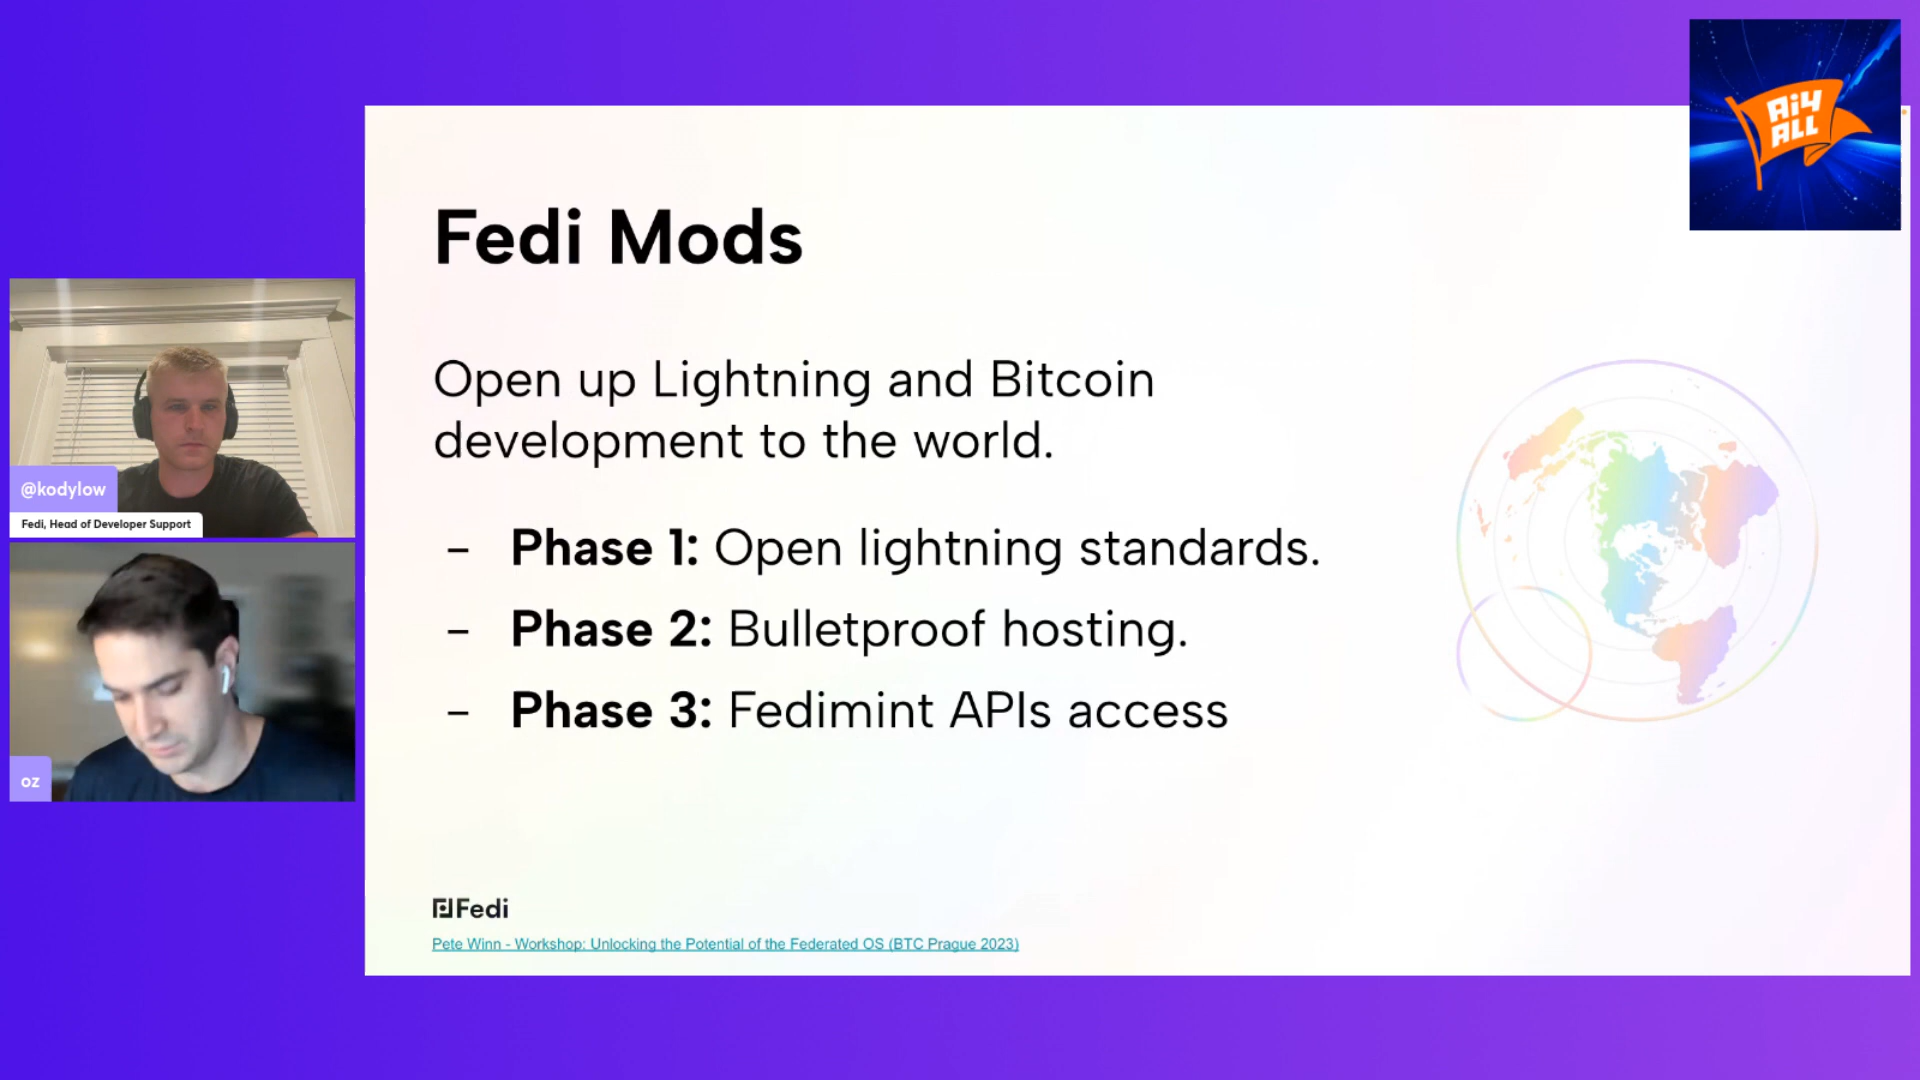 Ai4
ALL
Fedi Mods
Open up Lightning and Bitcoin
development to the world.
– Phase 1: Open lightning standards.
– Phase 2: Bulletproof hosting.
– Phase 3: Fedimint APIs access
Fedi
Pete Winn - Workshop: Unlocking the Potential of the Federated OS (BTC Prague 2023)
@kodylow
Fedi, Head of Developer Support
oz